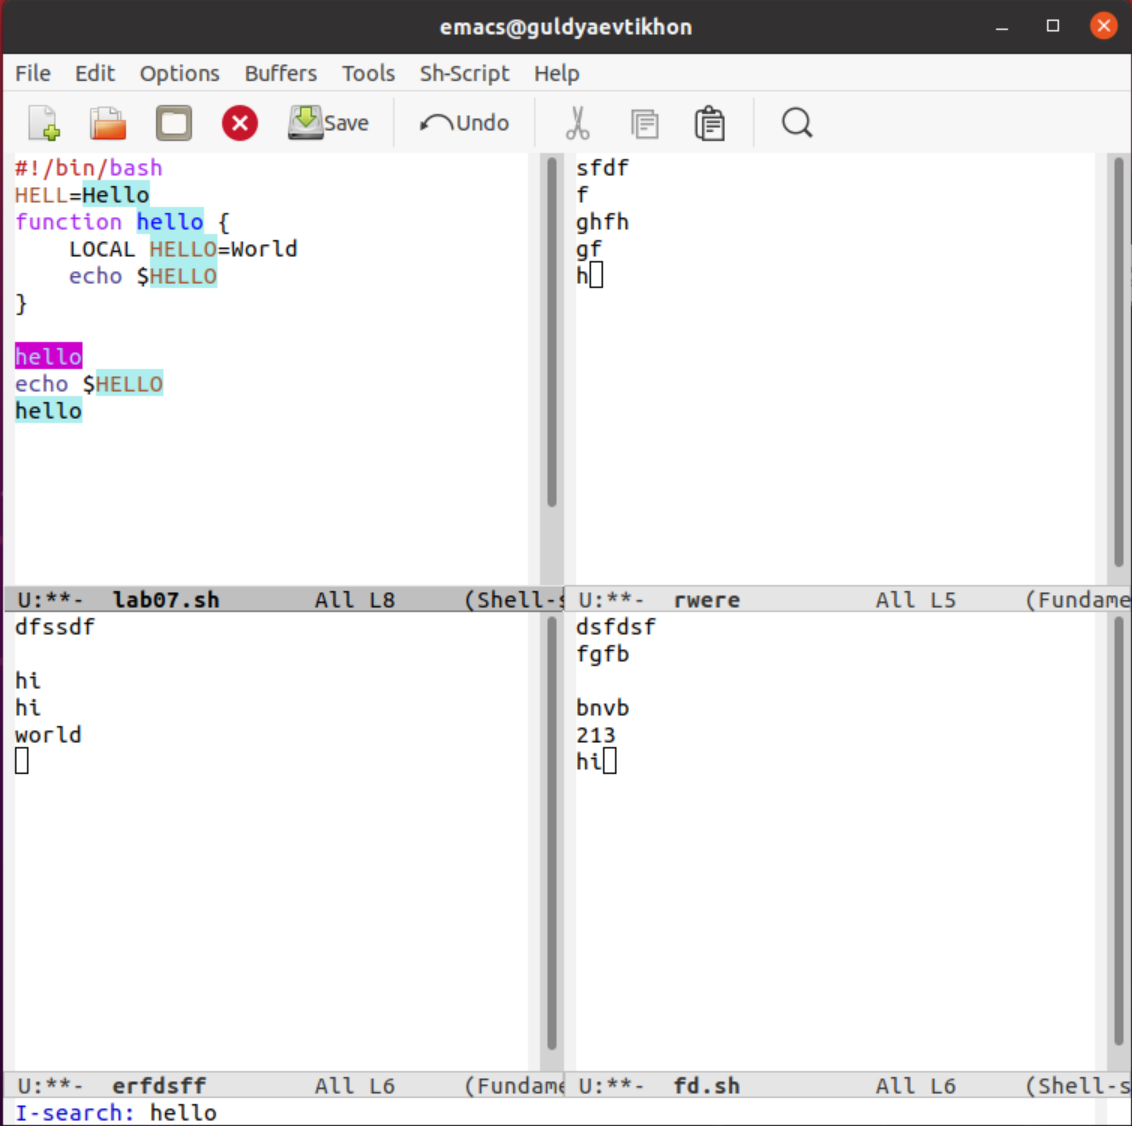 emacs@guldyaevtikhon
File Edit Options Buffers Tools Sh-Script Help
Save Undo
#!/bin/bash
HELL=Hello
function hello {
    LOCAL HELLO=World
    echo $HELLO
}
hello
echo $HELLO
hello
U:**-  lab07.sh       All L8     (Shell-s
sfdf
f
ghfh
gf
h
U:**-  rwere          All L5     (Fundame
dfssdf
hi
hi
world
U:**-  erfdsff        All L6     (Fundame
dsfdsf
fgfb
bnvb
213
hi
U:**-  fd.sh          All L6     (Shell-s
I-search: hello